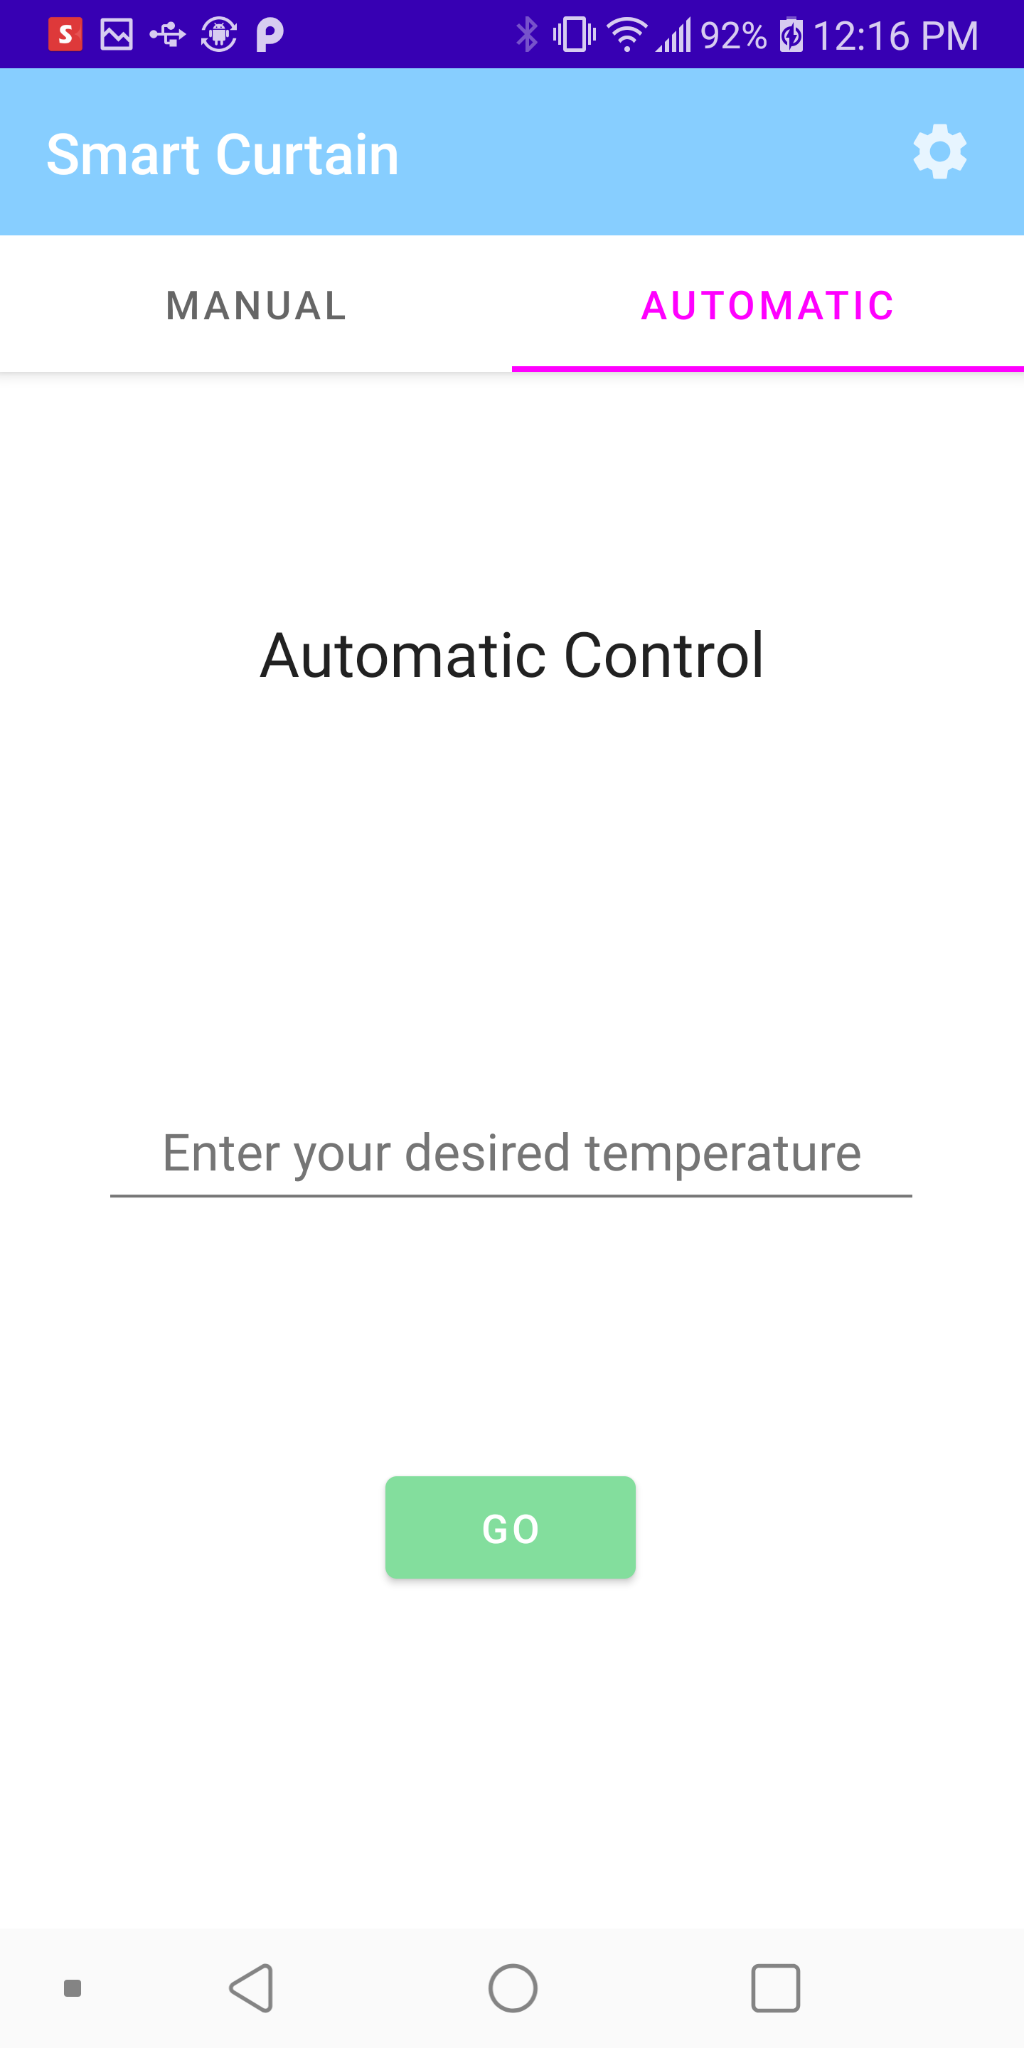 92% 12:16 PM
Smart Curtain
MANUAL AUTOMATIC
Automatic Control
Enter your desired temperature
GO